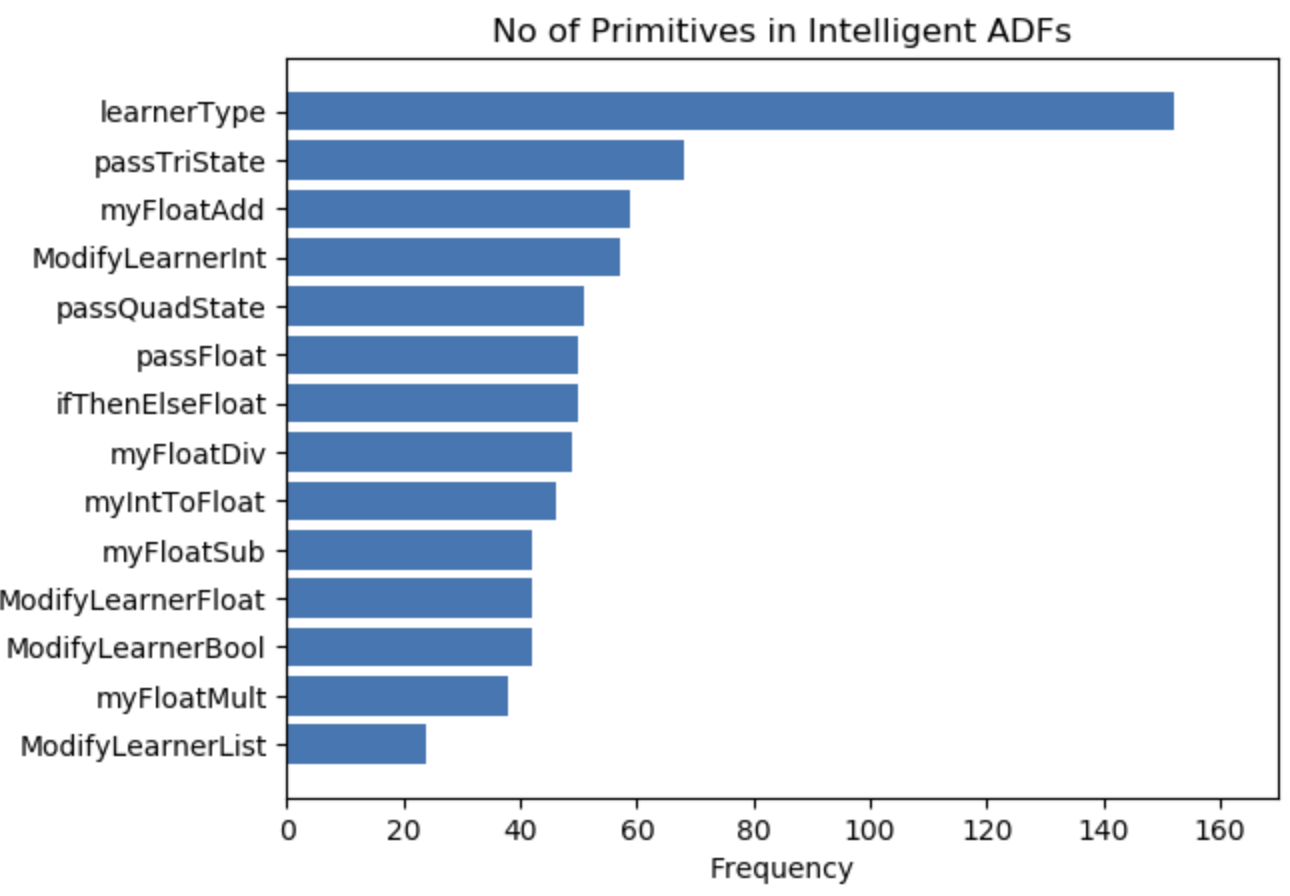 No of Primitives in Intelligent ADFs
learnerType
passTriState
myFloatAdd
ModifyLearnerInt
passQuadState
passFloat
ifThenElseFloat
myFloatDiv
myIntToFloat
myFloatSub
ModifyLearnerFloat
ModifyLearnerBool
myFloatMult
ModifyLearnerList
0 20 40 60 80 100 120 140 160
Frequency